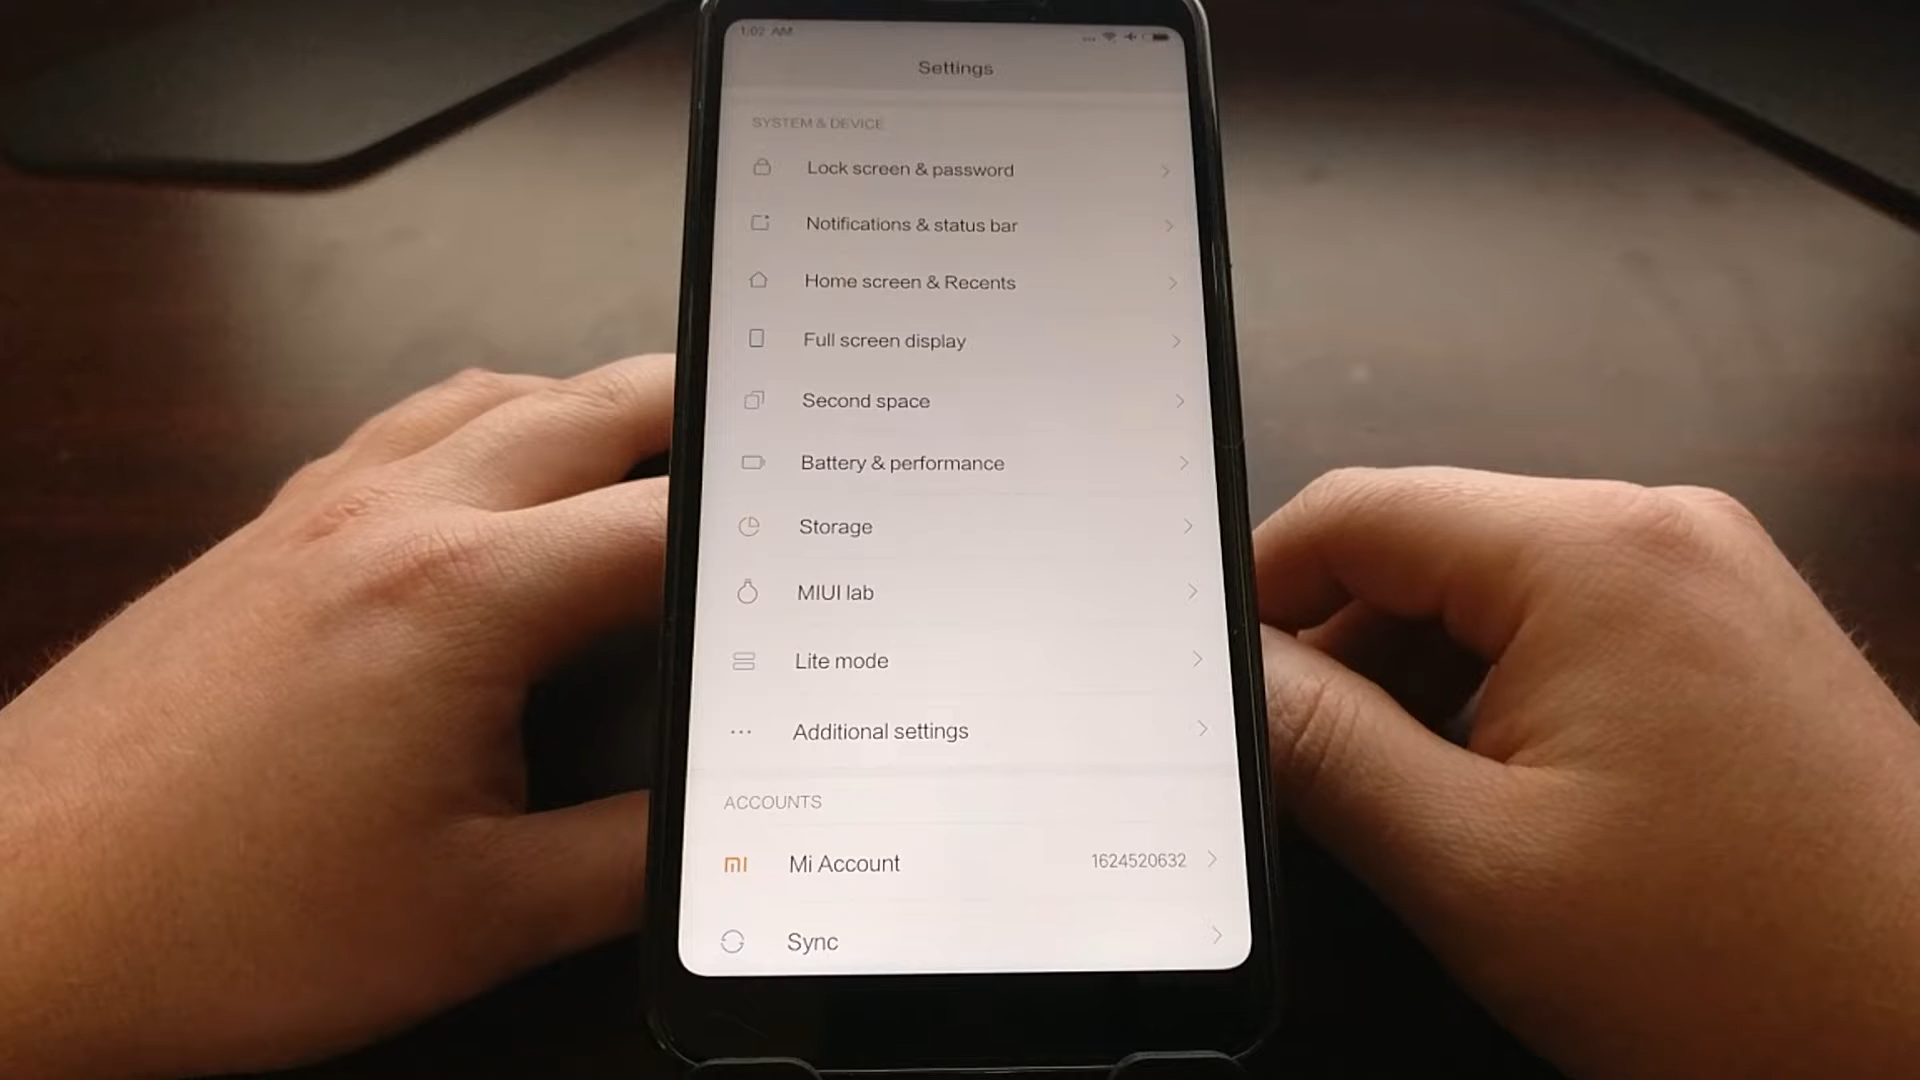 1:02 AM
Settings
SYSTEM & DEVICE
Lock screen & password
Notifications & status bar
Home screen & Recents
Full screen display
Second space
Battery & performance
Storage
MIUI lab
Lite mode
Additional settings
ACCOUNTS
MI Mi Account 1624520632
Sync